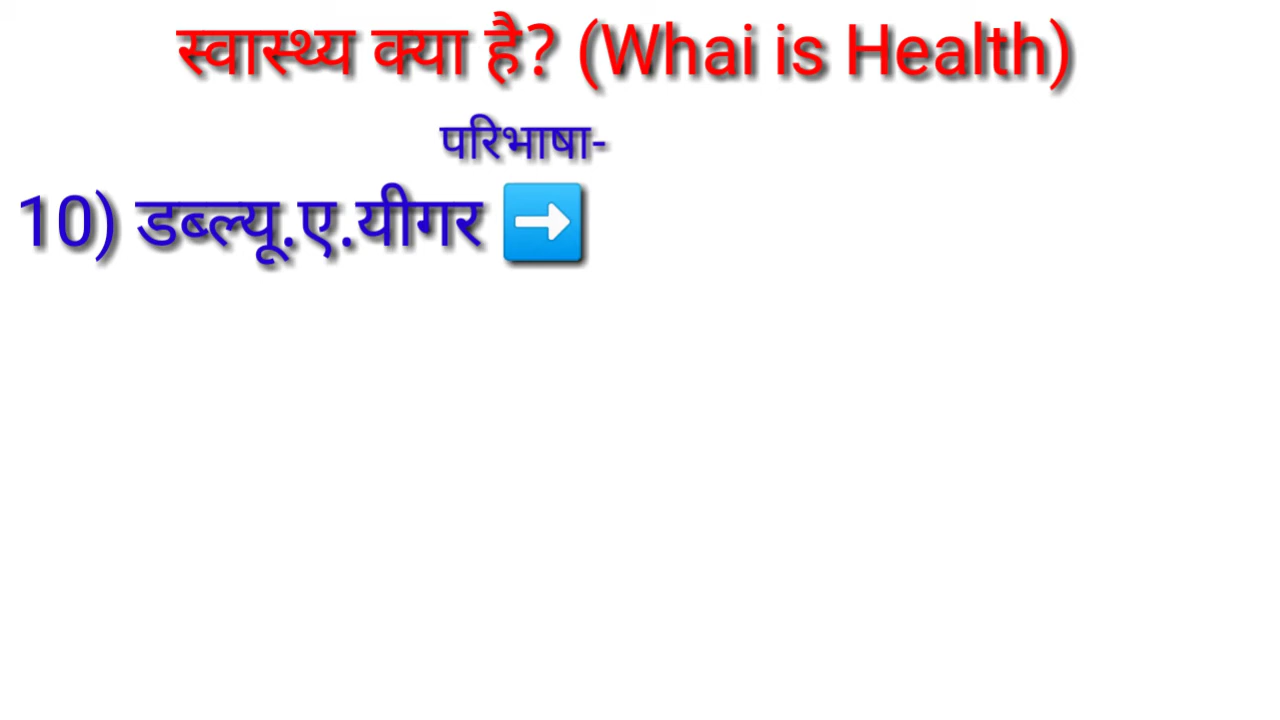 स्वास्थ्य क्या है? (Whai is Health)
परिभाषा-
10) डब्ल्यू.ए.यीगर ➡